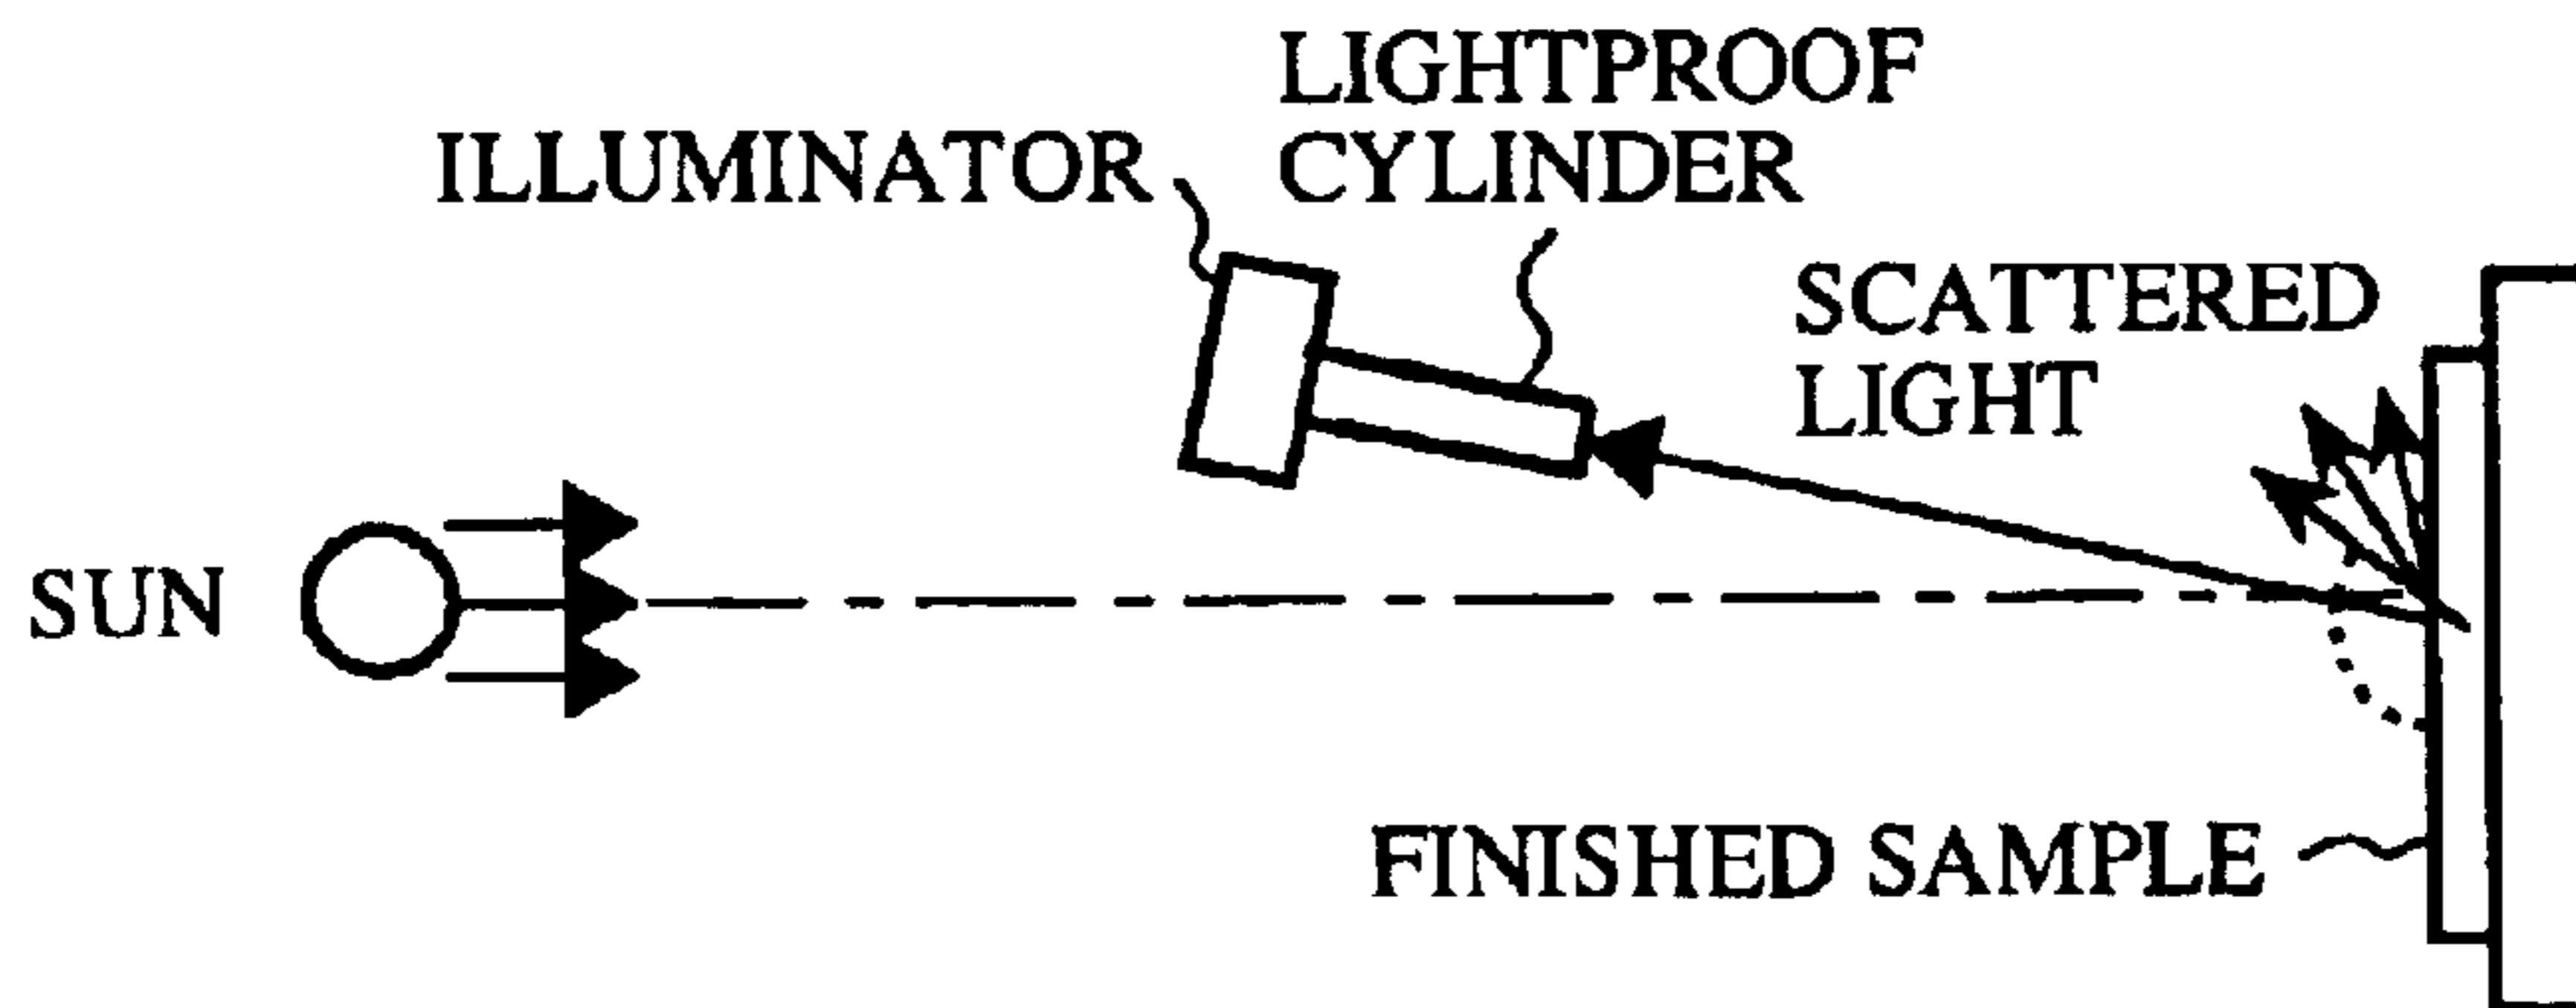 LIGHTPROOF
ILLUMINATOR CYLINDER
SCATTERED
LIGHT
SUN
FINISHED SAMPLE